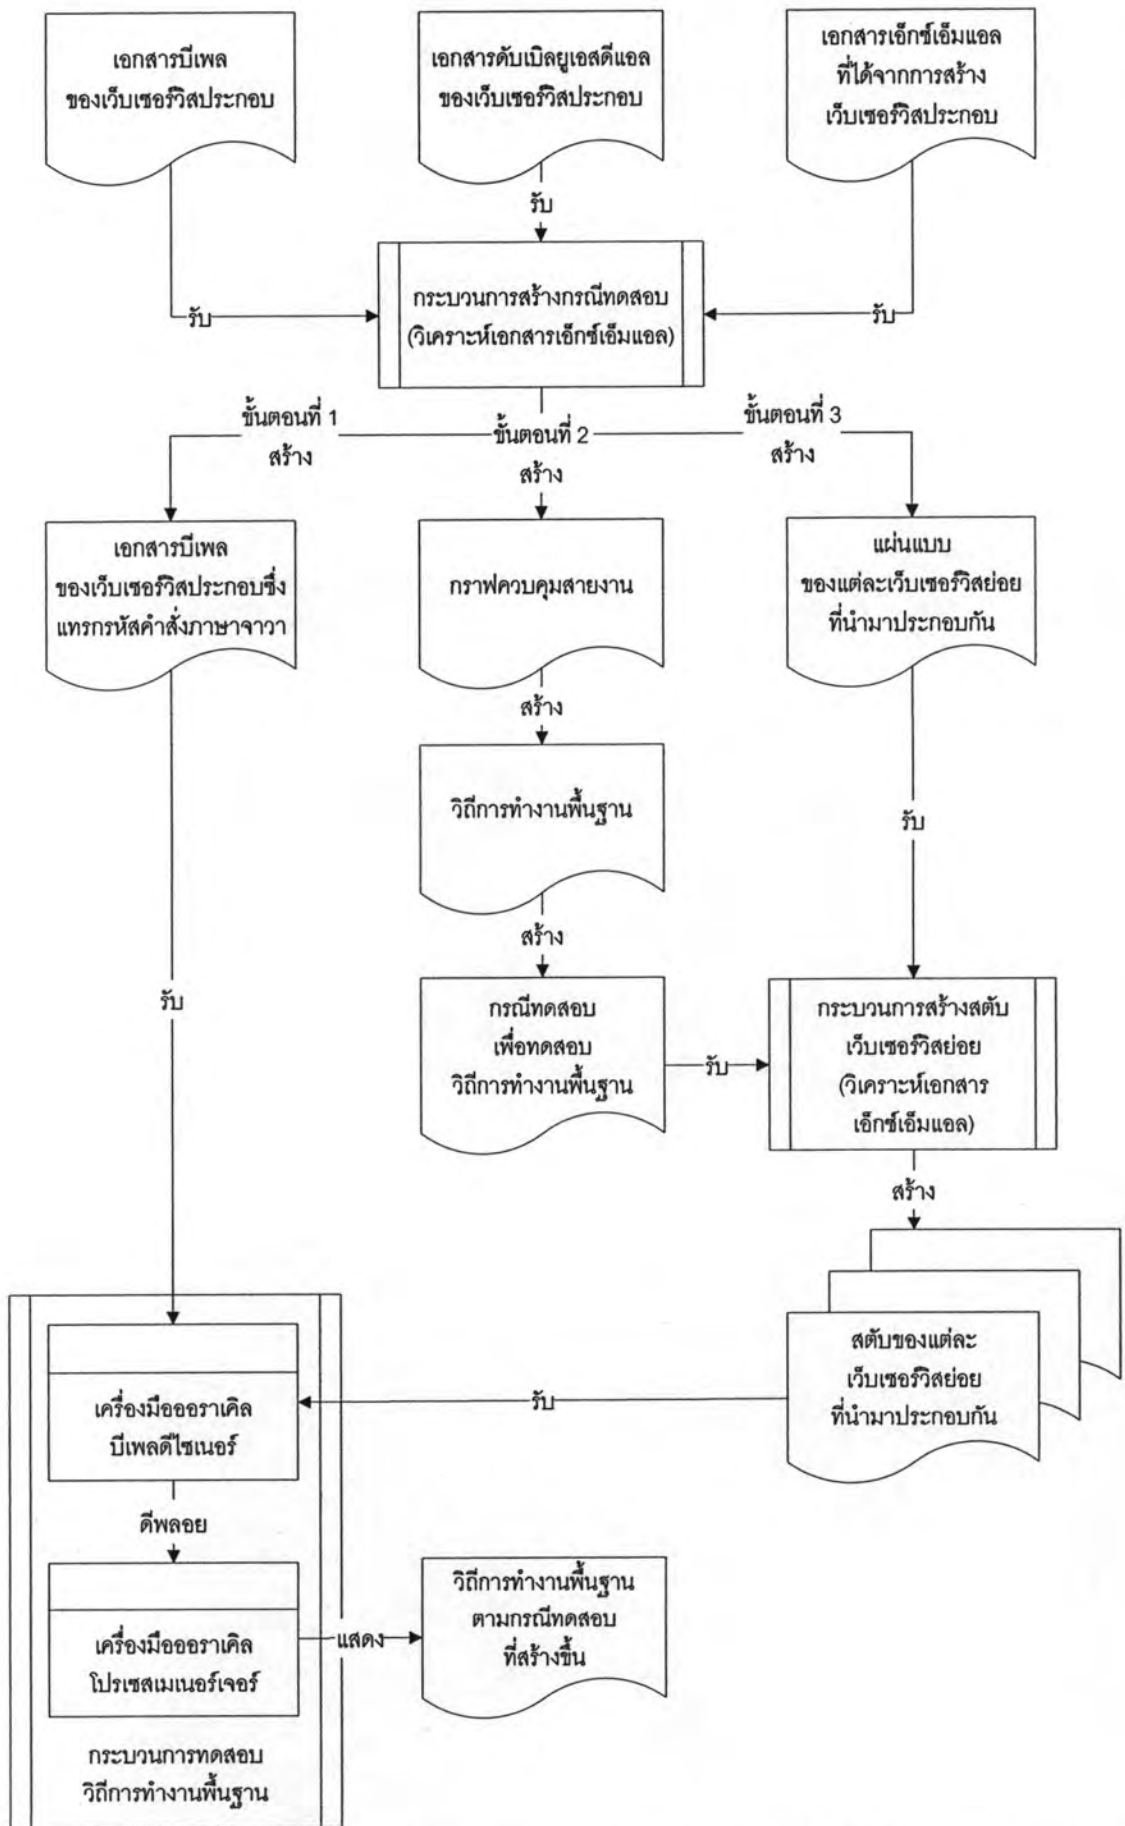 เอกสารบีเพล
ของเว็บเซอร์วิสประกอบ
เอกสารดับเบิลยูเอสดีแอล
ของเว็บเซอร์วิสประกอบ
เอกสารเอ็กซ์เอ็มแอล
ที่ได้จากการสร้าง
เว็บเซอร์วิสประกอบ
รับ
รับ
รับ
กระบวนการสร้างกรณีทดสอบ
(วิเคราะห์เอกสารเอ็กซ์เอ็มแอล)
ขั้นตอนที่ 1
สร้าง
ขั้นตอนที่ 2
สร้าง
ขั้นตอนที่ 3
สร้าง
เอกสารบีเพล
ของเว็บเซอร์วิสประกอบซึ่ง
แทรกรหัสคำสั่งภาษาจาวา
กราฟควบคุมสายงาน
แผ่นแบบ
ของแต่ละเว็บเซอร์วิสย่อย
ที่นำมาประกอบกัน
สร้าง
วิถีการทำงานพื้นฐาน
รับ
สร้าง
รับ
กรณีทดสอบ
เพื่อทดสอบ
วิถีการทำงานพื้นฐาน
รับ
กระบวนการสร้างสตับ
เว็บเซอร์วิสย่อย
(วิเคราะห์เอกสาร
เอ็กซ์เอ็มแอล)
สร้าง
สตับของแต่ละ
เว็บเซอร์วิสย่อย
ที่นำมาประกอบกัน
รับ
เครื่องมือออราเคิล
บีเพลดีไซเนอร์
ดีพลอย
เครื่องมือออราเคิล
โปรเซสเมเนอร์เจอร์
แสดง
วิถีการทำงานพื้นฐาน
ตามกรณีทดสอบ
ที่สร้างขึ้น
กระบวนการทดสอบ
วิถีการทำงานพื้นฐาน